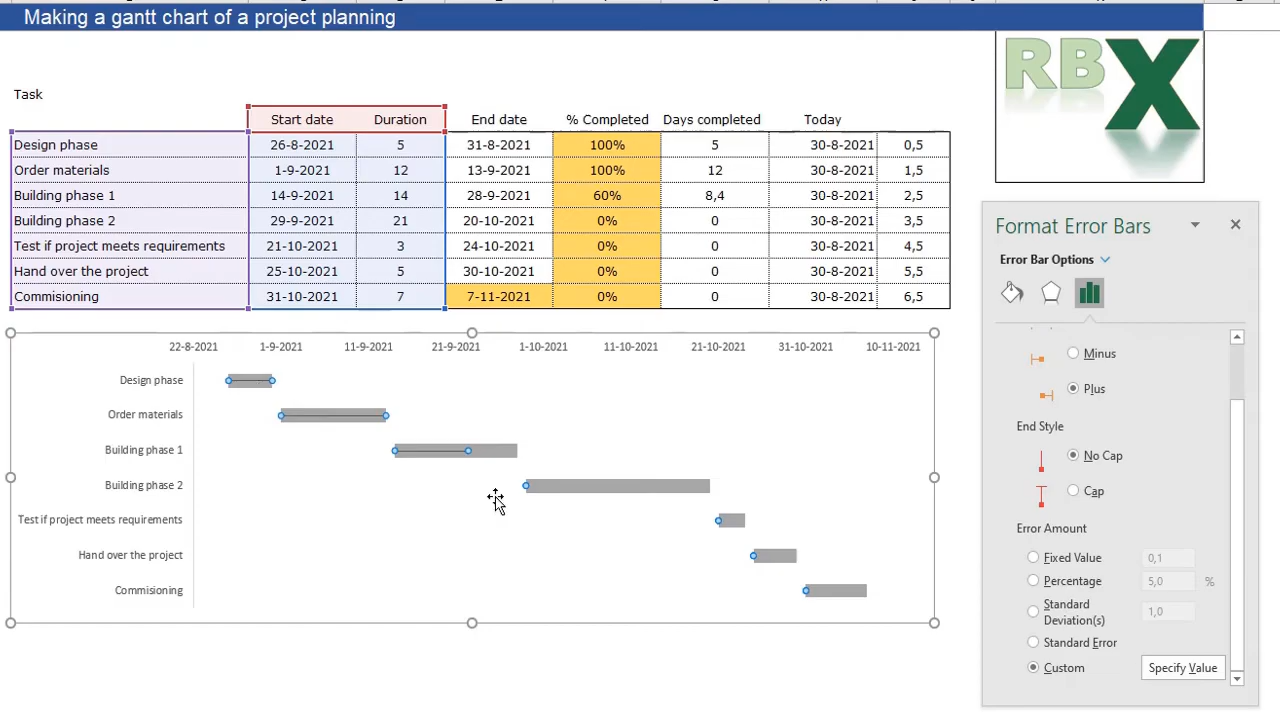 Making a gantt chart of a project planning
RBX
Task
Start date Duration End date % Completed Days completed Today
Design phase 26-8-2021 5 31-8-2021 100% 5 30-8-2021 0,5
Order materials 1-9-2021 12 13-9-2021 100% 12 30-8-2021 1,5
Building phase 1 14-9-2021 14 28-9-2021 60% 8,4 30-8-2021 2,5
Building phase 2 29-9-2021 21 20-10-2021 0% 0 30-8-2021 3,5
Test if project meets requirements 21-10-2021 3 24-10-2021 0% 0 30-8-2021 4,5
Hand over the project 25-10-2021 5 30-10-2021 0% 0 30-8-2021 5,5
Commisioning 31-10-2021 7 7-11-2021 0% 0 30-8-2021 6,5
22-8-2021 1-9-2021 11-9-2021 21-9-2021 1-10-2021 11-10-2021 21-10-2021 31-10-2021 10-11-2021
Design phase
Order materials
Building phase 1
Building phase 2
Test if project meets requirements
Hand over the project
Commisioning
Format Error Bars
Error Bar Options
Minus
Plus
End Style
No Cap
Cap
Error Amount
Fixed Value 0,1
Percentage 5,0 %
Standard
Deviation(s) 1,0
Standard Error
Custom Specify Value